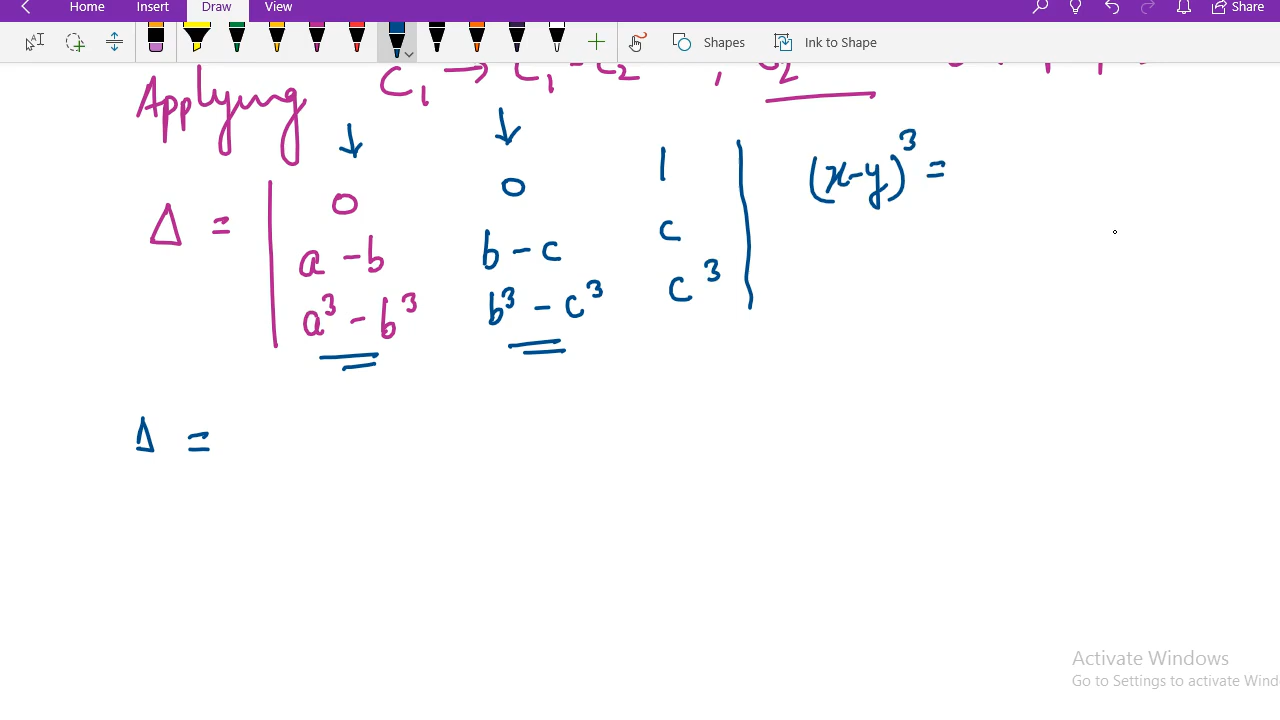 Home Insert Draw View Share
Shapes Ink to Shape
Applying C₁ → C₁ - C₂ , C₂
Δ = | 0 0 1 | (x-y)³ =
a - b b - c c
a³ - b³ b³ - c³ c³
Δ =
Activate Windows
Go to Settings to activate Wind